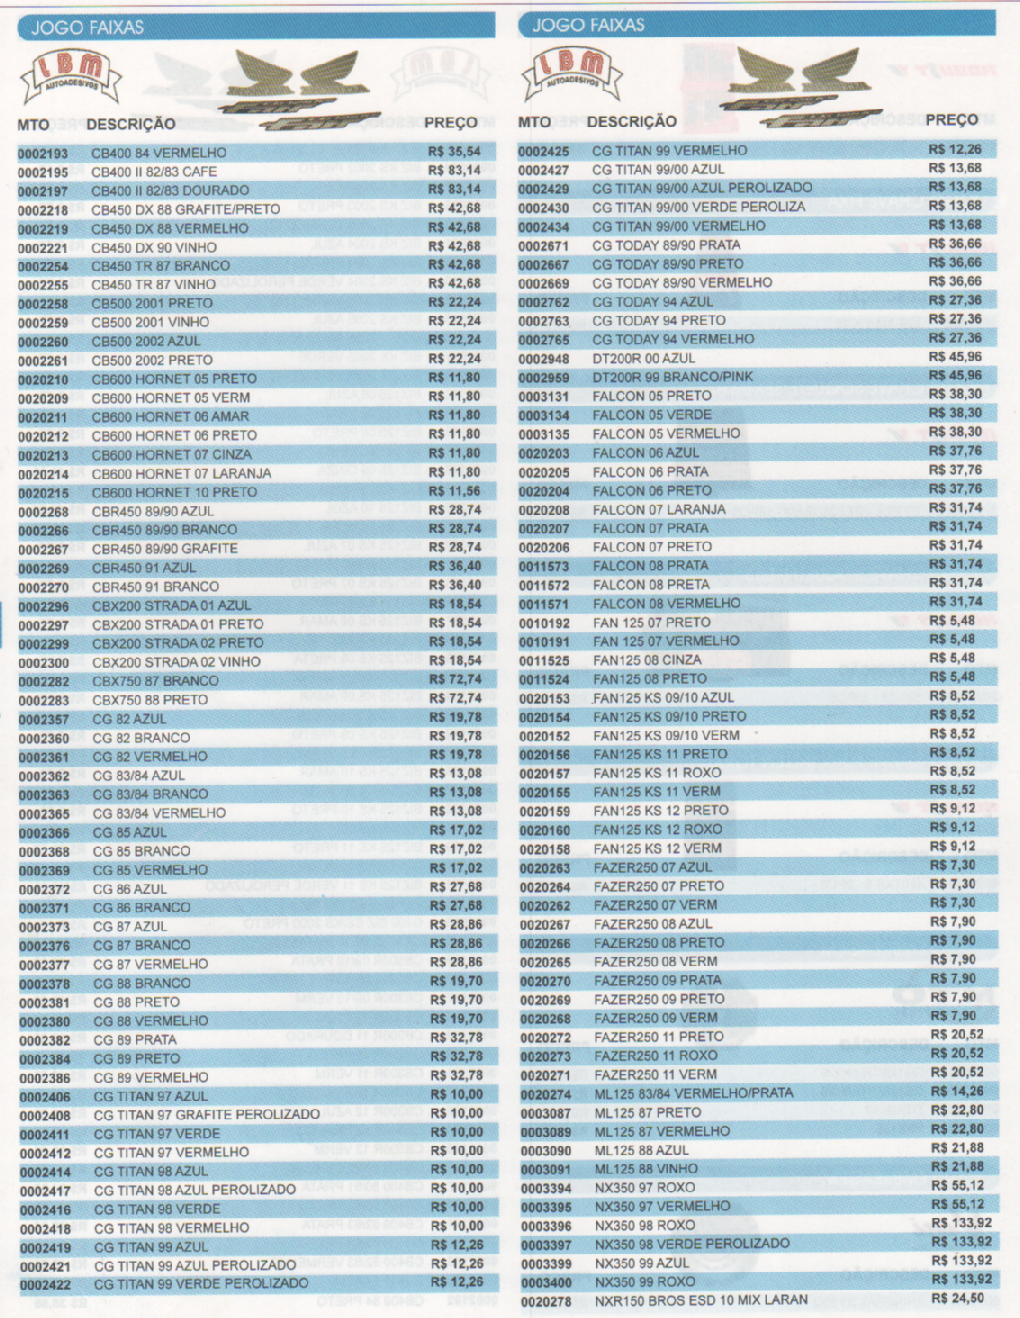 JOGO FAIXAS
LBM
AUTOADESIVOS
MTO DESCRIÇÃO PREÇO
0002193 CB400 84 VERMELHO R$ 35,54
0002195 CB400 II 82/83 CAFE R$ 83,14
0002197 CB400 II 82/83 DOURADO R$ 83,14
0002218 CB450 DX 88 GRAFITE/PRETO R$ 42,68
0002219 CB450 DX 88 VERMELHO R$ 42,68
0002221 CB450 DX 90 VINHO R$ 42,68
0002254 CB450 TR 87 BRANCO R$ 42,68
0002255 CB450 TR 87 VINHO R$ 42,68
0002258 CB500 2001 PRETO R$ 22,24
0002259 CB500 2001 VINHO R$ 22,24
0002260 CB500 2002 AZUL R$ 22,24
0002261 CB500 2002 PRETO R$ 22,24
0020210 CB600 HORNET 05 PRETO R$ 11,80
0020209 CB600 HORNET 05 VERM R$ 11,80
0020211 CB600 HORNET 06 AMAR R$ 11,80
0020212 CB600 HORNET 06 PRETO R$ 11,80
0020213 CB600 HORNET 07 CINZA R$ 11,80
0020214 CB600 HORNET 07 LARANJA R$ 11,80
0020215 CB600 HORNET 10 PRETO R$ 11,56
0002268 CBR450 89/90 AZUL R$ 28,74
0002266 CBR450 89/90 BRANCO R$ 28,74
0002267 CBR450 89/90 GRAFITE R$ 28,74
0002269 CBR450 91 AZUL R$ 36,40
0002270 CBR450 91 BRANCO R$ 36,40
0002296 CBX200 STRADA 01 AZUL R$ 18,54
0002297 CBX200 STRADA 01 PRETO R$ 18,54
0002299 CBX200 STRADA 02 PRETO R$ 18,54
0002300 CBX200 STRADA 02 VINHO R$ 18,54
0002282 CBX750 87 BRANCO R$ 72,74
0002283 CBX750 88 PRETO R$ 72,74
0002357 CG 82 AZUL R$ 19,78
0002360 CG 82 BRANCO R$ 19,78
0002361 CG 82 VERMELHO R$ 19,78
0002362 CG 83/84 AZUL R$ 13,08
0002363 CG 83/84 BRANCO R$ 13,08
0002365 CG 83/84 VERMELHO R$ 13,08
0002366 CG 85 AZUL R$ 17,02
0002368 CG 85 BRANCO R$ 17,02
0002369 CG 85 VERMELHO R$ 17,02
0002372 CG 86 AZUL R$ 27,68
0002371 CG 86 BRANCO R$ 27,68
0002373 CG 87 AZUL R$ 28,86
0002376 CG 87 BRANCO R$ 28,86
0002377 CG 87 VERMELHO R$ 28,86
0002378 CG 88 BRANCO R$ 19,70
0002381 CG 88 PRETO R$ 19,70
0002380 CG 88 VERMELHO R$ 19,70
0002382 CG 89 PRATA R$ 32,78
0002384 CG 89 PRETO R$ 32,78
0002386 CG 89 VERMELHO R$ 32,78
0002406 CG TITAN 97 AZUL R$ 10,00
0002408 CG TITAN 97 GRAFITE PEROLIZADO R$ 10,00
0002411 CG TITAN 97 VERDE R$ 10,00
0002412 CG TITAN 97 VERMELHO R$ 10,00
0002414 CG TITAN 98 AZUL R$ 10,00
0002417 CG TITAN 98 AZUL PEROLIZADO R$ 10,00
0002416 CG TITAN 98 VERDE R$ 10,00
0002418 CG TITAN 98 VERMELHO R$ 10,00
0002419 CG TITAN 99 AZUL R$ 12,26
0002421 CG TITAN 99 AZUL PEROLIZADO R$ 12,26
0002422 CG TITAN 99 VERDE PEROLIZADO R$ 12,26
JOGO FAIXAS
LBM
AUTOADESIVOS
MTO DESCRIÇÃO PREÇO
0002425 CG TITAN 99 VERMELHO R$ 12,26
0002427 CG TITAN 99/00 AZUL R$ 13,68
0002429 CG TITAN 99/00 AZUL PEROLIZADO R$ 13,68
0002430 CG TITAN 99/00 VERDE PEROLIZA R$ 13,68
0002434 CG TITAN 99/00 VERMELHO R$ 13,68
0002671 CG TODAY 89/90 PRATA R$ 36,66
0002667 CG TODAY 89/90 PRETO R$ 36,66
0002669 CG TODAY 89/90 VERMELHO R$ 36,66
0002762 CG TODAY 94 AZUL R$ 27,36
0002763 CG TODAY 94 PRETO R$ 27,36
0002765 CG TODAY 94 VERMELHO R$ 27,36
0002948 DT200R 00 AZUL R$ 45,96
0002959 DT200R 99 BRANCO/PINK R$ 45,96
0003131 FALCON 05 PRETO R$ 38,30
0003134 FALCON 05 VERDE R$ 38,30
0003135 FALCON 05 VERMELHO R$ 38,30
0020203 FALCON 06 AZUL R$ 37,76
0020205 FALCON 06 PRATA R$ 37,76
0020204 FALCON 06 PRETO R$ 37,76
0020208 FALCON 07 LARANJA R$ 31,74
0020207 FALCON 07 PRATA R$ 31,74
0020206 FALCON 07 PRETO R$ 31,74
0011573 FALCON 08 PRATA R$ 31,74
0011572 FALCON 08 PRETA R$ 31,74
0011571 FALCON 08 VERMELHO R$ 31,74
0010192 FAN 125 07 PRETO R$ 5,48
0010191 FAN 125 07 VERMELHO R$ 5,48
0011525 FAN125 08 CINZA R$ 5,48
0011524 FAN125 08 PRETO R$ 5,48
0020153 FAN125 KS 09/10 AZUL R$ 8,52
0020154 FAN125 KS 09/10 PRETO R$ 8,52
0020152 FAN125 KS 09/10 VERM R$ 8,52
0020156 FAN125 KS 11 PRETO R$ 8,52
0020157 FAN125 KS 11 ROXO R$ 8,52
0020155 FAN125 KS 11 VERM R$ 8,52
0020159 FAN125 KS 12 PRETO R$ 9,12
0020160 FAN125 KS 12 ROXO R$ 9,12
0020158 FAN125 KS 12 VERM R$ 9,12
0020263 FAZER250 07 AZUL R$ 7,30
0020264 FAZER250 07 PRETO R$ 7,30
0020262 FAZER250 07 VERM R$ 7,30
0020267 FAZER250 08 AZUL R$ 7,90
0020266 FAZER250 08 PRETO R$ 7,90
0020265 FAZER250 08 VERM R$ 7,90
0020270 FAZER250 09 PRATA R$ 7,90
0020269 FAZER250 09 PRETO R$ 7,90
0020268 FAZER250 09 VERM R$ 7,90
0020272 FAZER250 11 PRETO R$ 20,52
0020273 FAZER250 11 ROXO R$ 20,52
0020271 FAZER250 11 VERM R$ 20,52
0020274 ML125 83/84 VERMELHO/PRATA R$ 14,26
0003087 ML125 87 PRETO R$ 22,80
0003089 ML125 87 VERMELHO R$ 22,80
0003090 ML125 88 AZUL R$ 21,88
0003091 ML125 88 VINHO R$ 21,88
0003394 NX350 97 ROXO R$ 55,12
0003395 NX350 97 VERMELHO R$ 55,12
0003396 NX350 98 ROXO R$ 133,92
0003397 NX350 98 VERDE PEROLIZADO R$ 133,92
0003399 NX350 99 AZUL R$ 133,92
0003400 NX350 99 ROXO R$ 133,92
0020278 NXR150 BROS ESD 10 MIX LARAN R$ 24,50